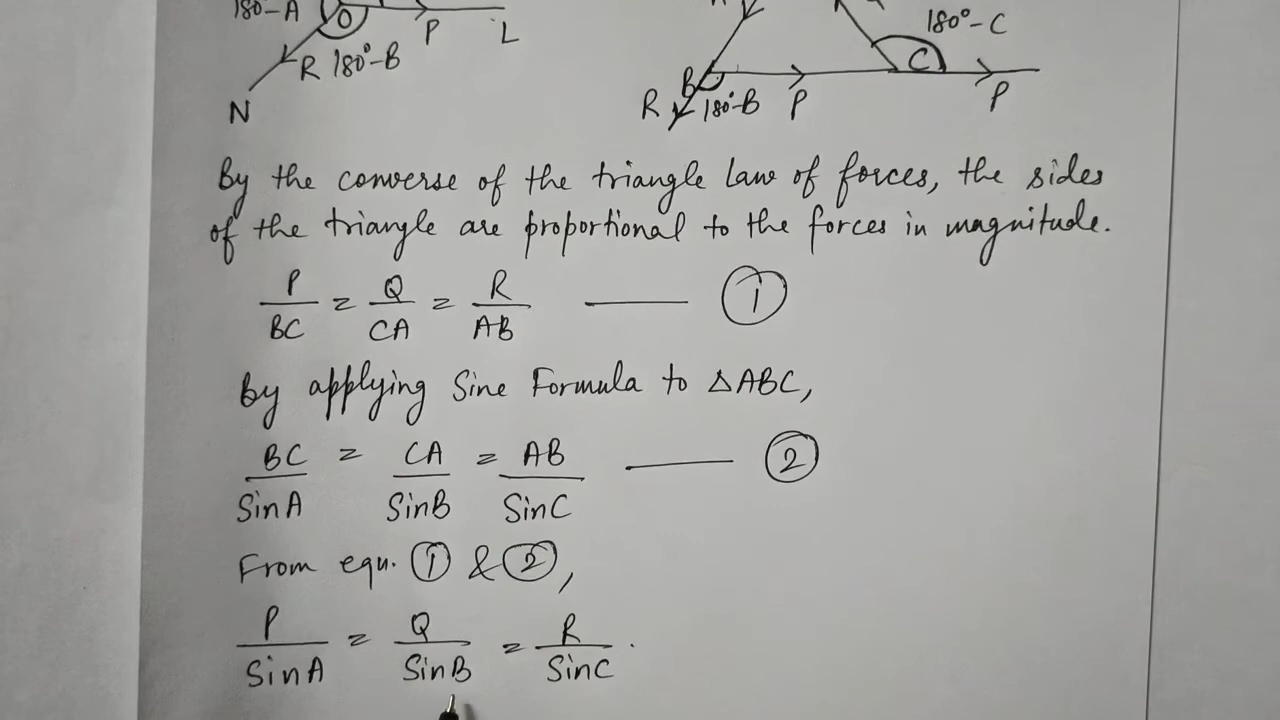 180-A O P L 180°-C
R 180°-B B C
N R 180°-B P P
By the converse of the triangle law of forces, the sides
of the triangle are proportional to the forces in magnitude.
P/BC = Q/CA = R/AB ——— ①
By applying Sine Formula to △ABC,
BC/SinA = CA/SinB = AB/SinC ——— ②
From equ. ① & ②,
P/SinA = Q/SinB = R/SinC.